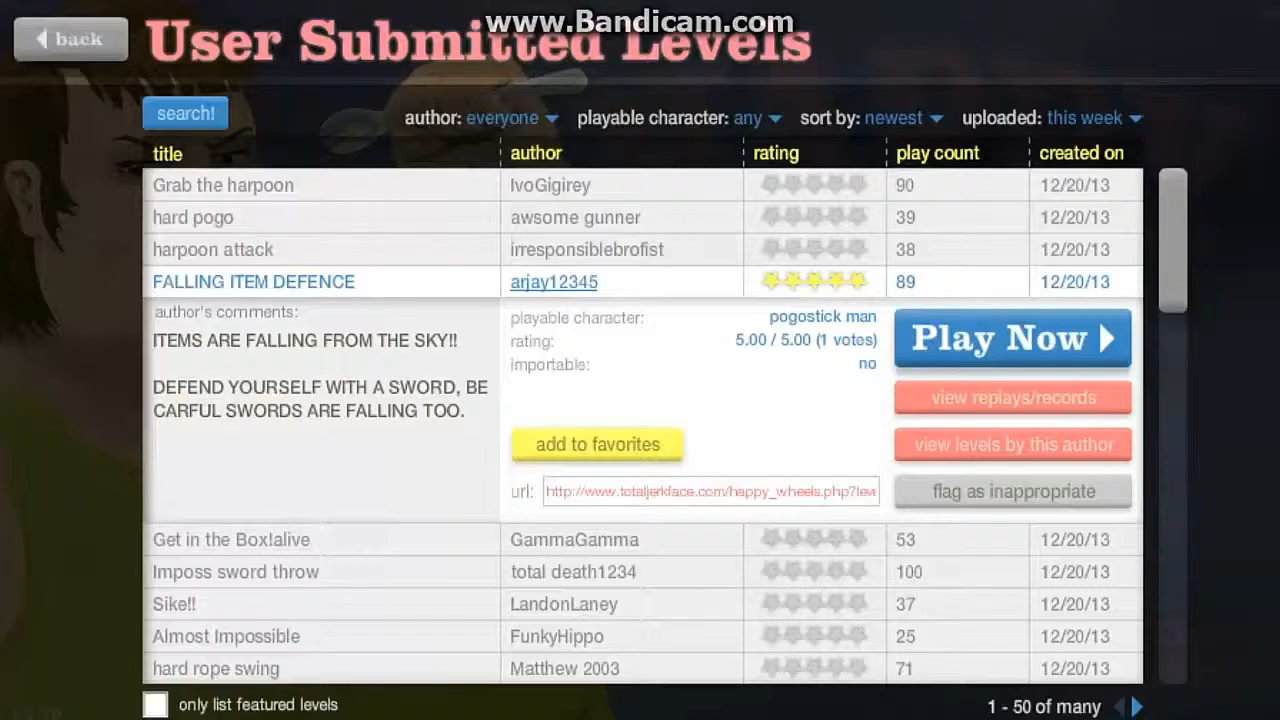 www.Bandicam.com
back
User Submitted Levels
search!
author: everyone playable character: any sort by: newest uploaded: this week
title author rating play count created on
Grab the harpoon IvoGigirey 90 12/20/13
hard pogo awsome gunner 39 12/20/13
harpoon attack irresponsiblebrofist 38 12/20/13
FALLING ITEM DEFENCE arjay12345 89 12/20/13
author's comments:
ITEMS ARE FALLING FROM THE SKY!!
DEFEND YOURSELF WITH A SWORD, BE
CARFUL SWORDS ARE FALLING TOO.
playable character: pogostick man
rating: 5.00 / 5.00 (1 votes)
importable: no
add to favorites
url: http://www.totaljerkface.com/happy_wheels.php?leve
Play Now
view replays/records
view levels by this author
flag as inappropriate
Get in the Box!alive GammaGamma 53 12/20/13
Imposs sword throw total death1234 100 12/20/13
Sike!! LandonLaney 37 12/20/13
Almost Impossible FunkyHippo 25 12/20/13
hard rope swing Matthew 2003 71 12/20/13
only list featured levels
1 - 50 of many